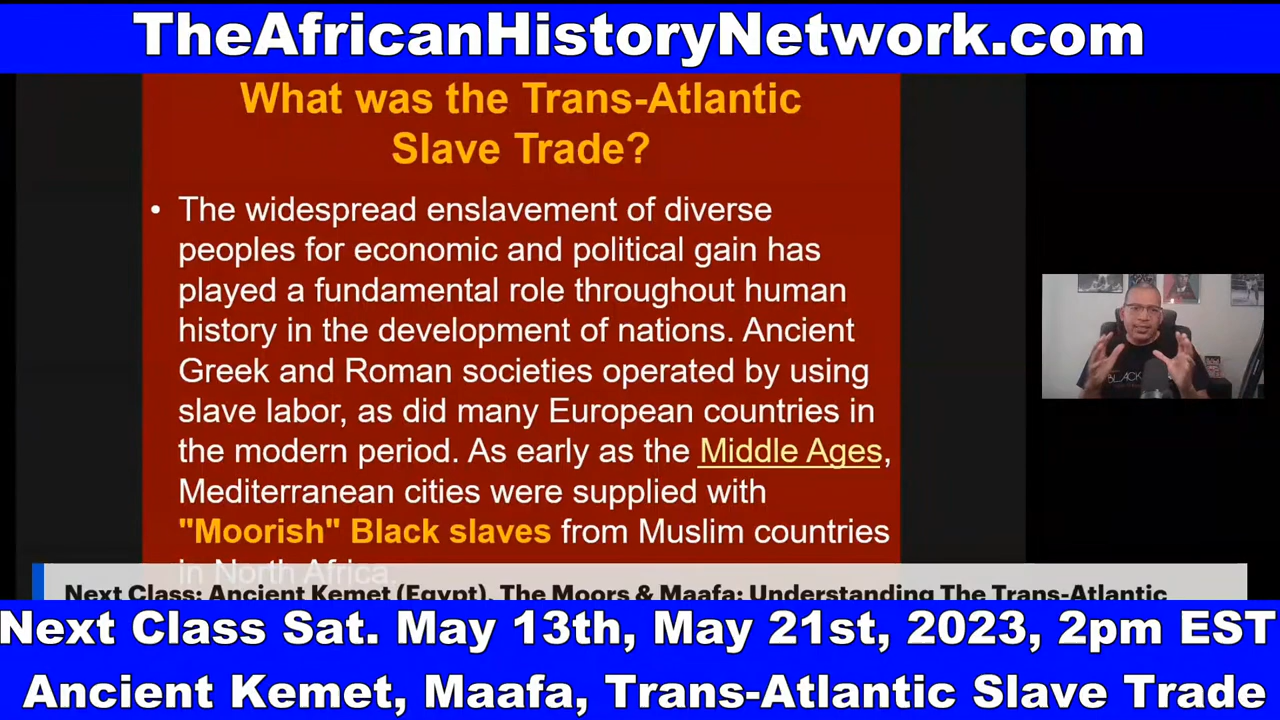 TheAfricanHistoryNetwork.com
What was the Trans-Atlantic
Slave Trade?
• The widespread enslavement of diverse
peoples for economic and political gain has
played a fundamental role throughout human
history in the development of nations. Ancient
Greek and Roman societies operated by using
slave labor, as did many European countries in
the modern period. As early as the Middle Ages,
Mediterranean cities were supplied with
"Moorish" Black slaves from Muslim countries
in North Africa.
BLACK
Next Class: Ancient Kemet (Egypt), The Moors & Maafa: Understanding The Trans-Atlantic
Next Class Sat. May 13th, May 21st, 2023, 2pm EST
Ancient Kemet, Maafa, Trans-Atlantic Slave Trade